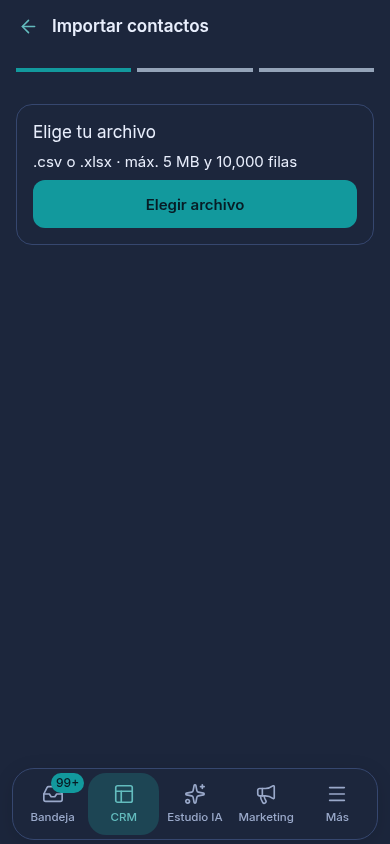 Importar contactos
Elige tu archivo
.csv o .xlsx · máx. 5 MB y 10,000 filas
Elegir archivo
99+
Bandeja
CRM
Estudio IA
Marketing
Más